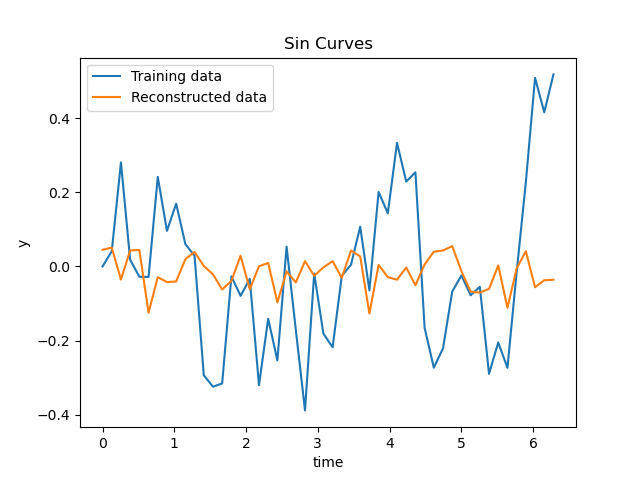 Sin Curves
Training data
Reconstructed data
0.4
0.2
0.0
−0.2
−0.4
y
0 1 2 3 4 5 6
time